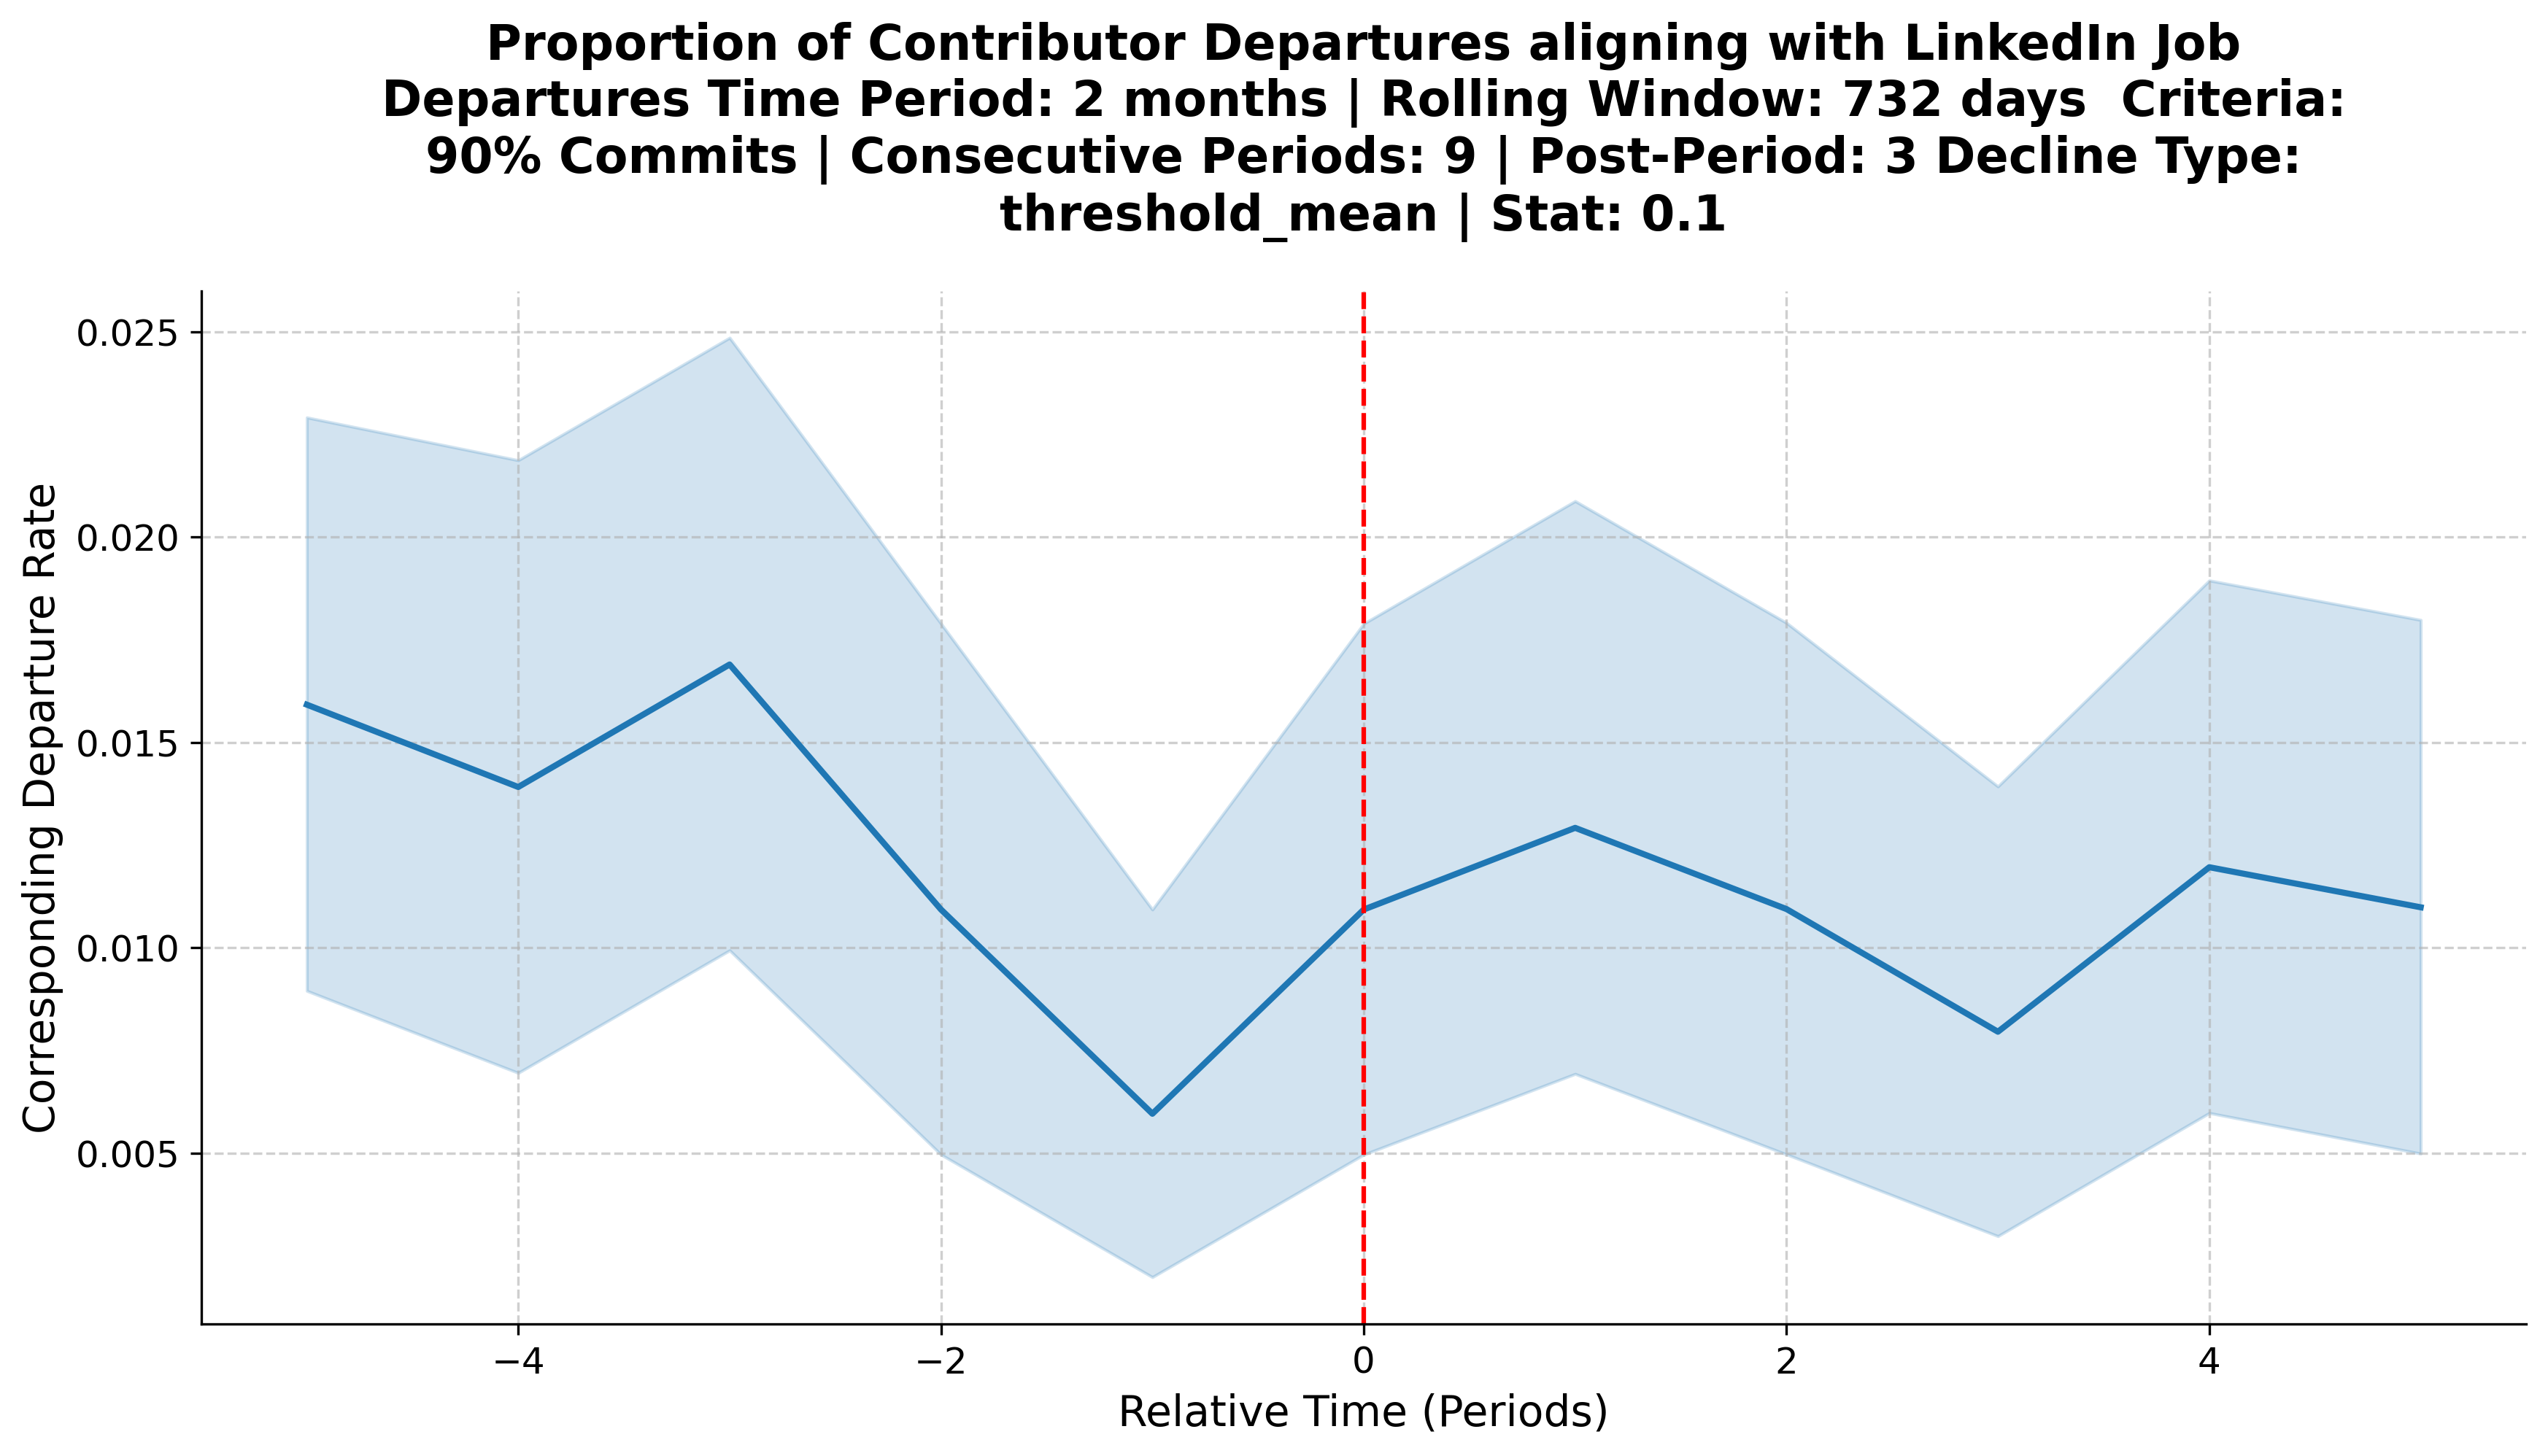 Proportion of Contributor Departures aligning with LinkedIn Job
Departures Time Period: 2 months | Rolling Window: 732 days  Criteria:
90% Commits | Consecutive Periods: 9 | Post-Period: 3 Decline Type:
threshold_mean | Stat: 0.1
Corresponding Departure Rate
0.025
0.020
0.015
0.010
0.005
−4
−2
0
2
4
Relative Time (Periods)